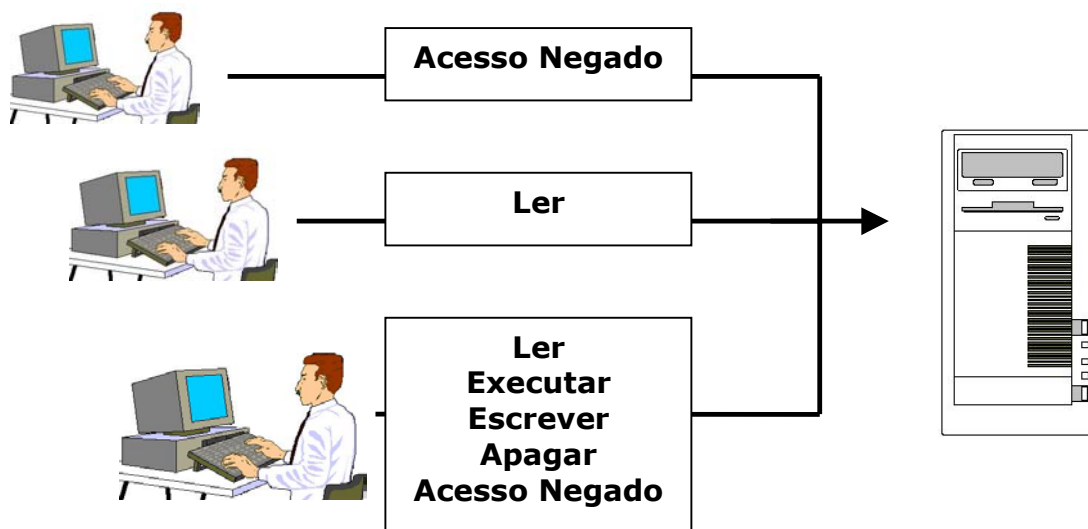 Acesso Negado
Ler
Ler
Executar
Escrever
Apagar
Acesso Negado